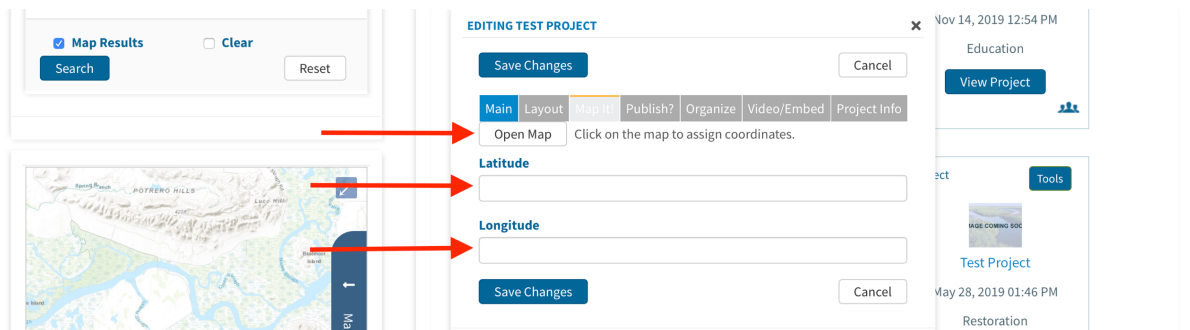 Map Results
Clear
Search
Reset
POTRERO HILLS
EDITING TEST PROJECT
Save Changes
Cancel
Main Layout Map It! Publish? Organize Video/Embed Project Info
Open Map Click on the map to assign coordinates.
Latitude
Longitude
Save Changes
Cancel
Nov 14, 2019 12:54 PM
Education
View Project
ect
Tools
Test Project
May 28, 2019 01:46 PM
Restoration